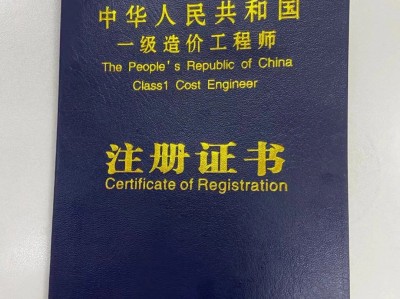 中华人民共和国
一级造价工程师
The People's Republic of China
Class1 Cost Engineer
注册证书
Certificate of Registration